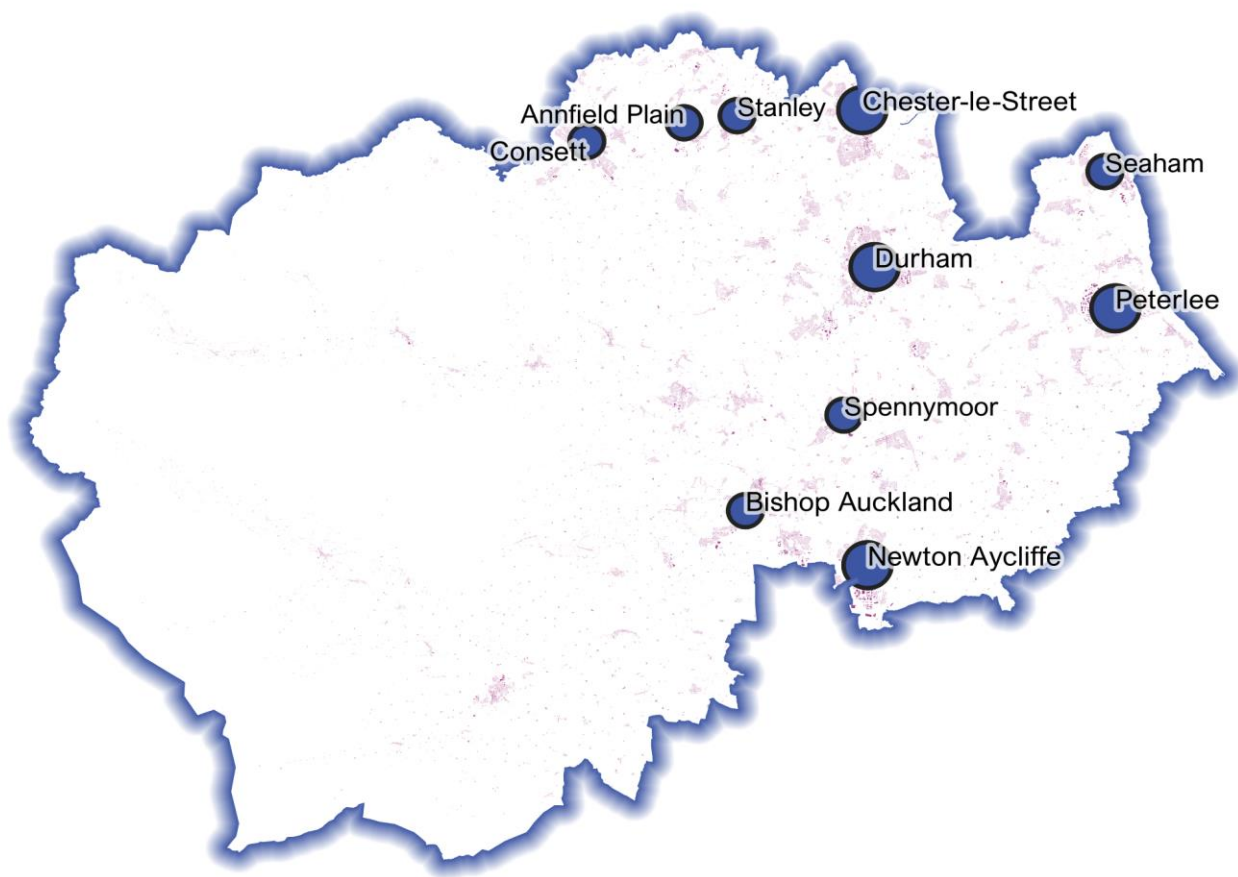 Chester-le-Street
Annfield Plain
Stanley
Consett
Seaham
Durham
Peterlee
Spennymoor
Bishop Auckland
Newton Aycliffe